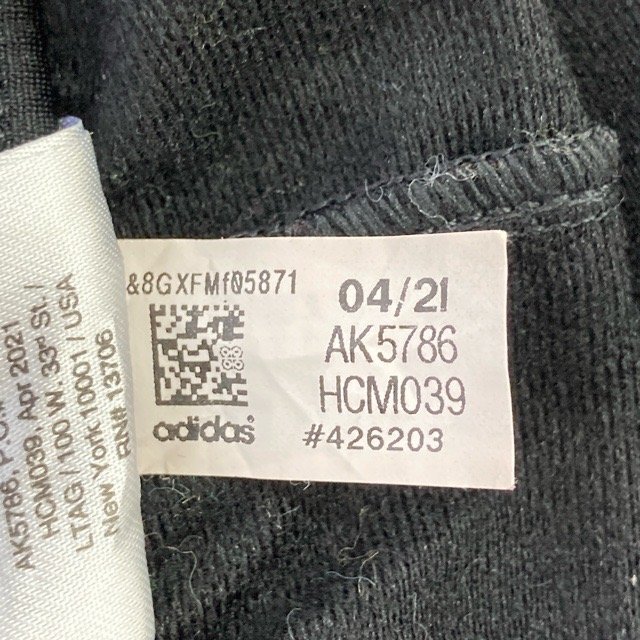 &8GXFMf05871
04/21
AK5786
HCM039
#426203
adidas
AK5786,
HCM039, Apr 2021
LTAG / 100 W. 33rd St. /
New York 10001 / USA
RN# 13706